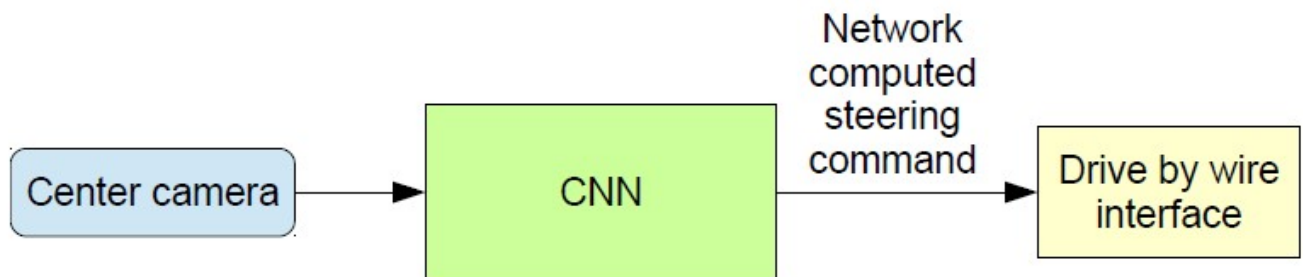 Center camera
CNN
Network
computed
steering
command
Drive by wire
interface